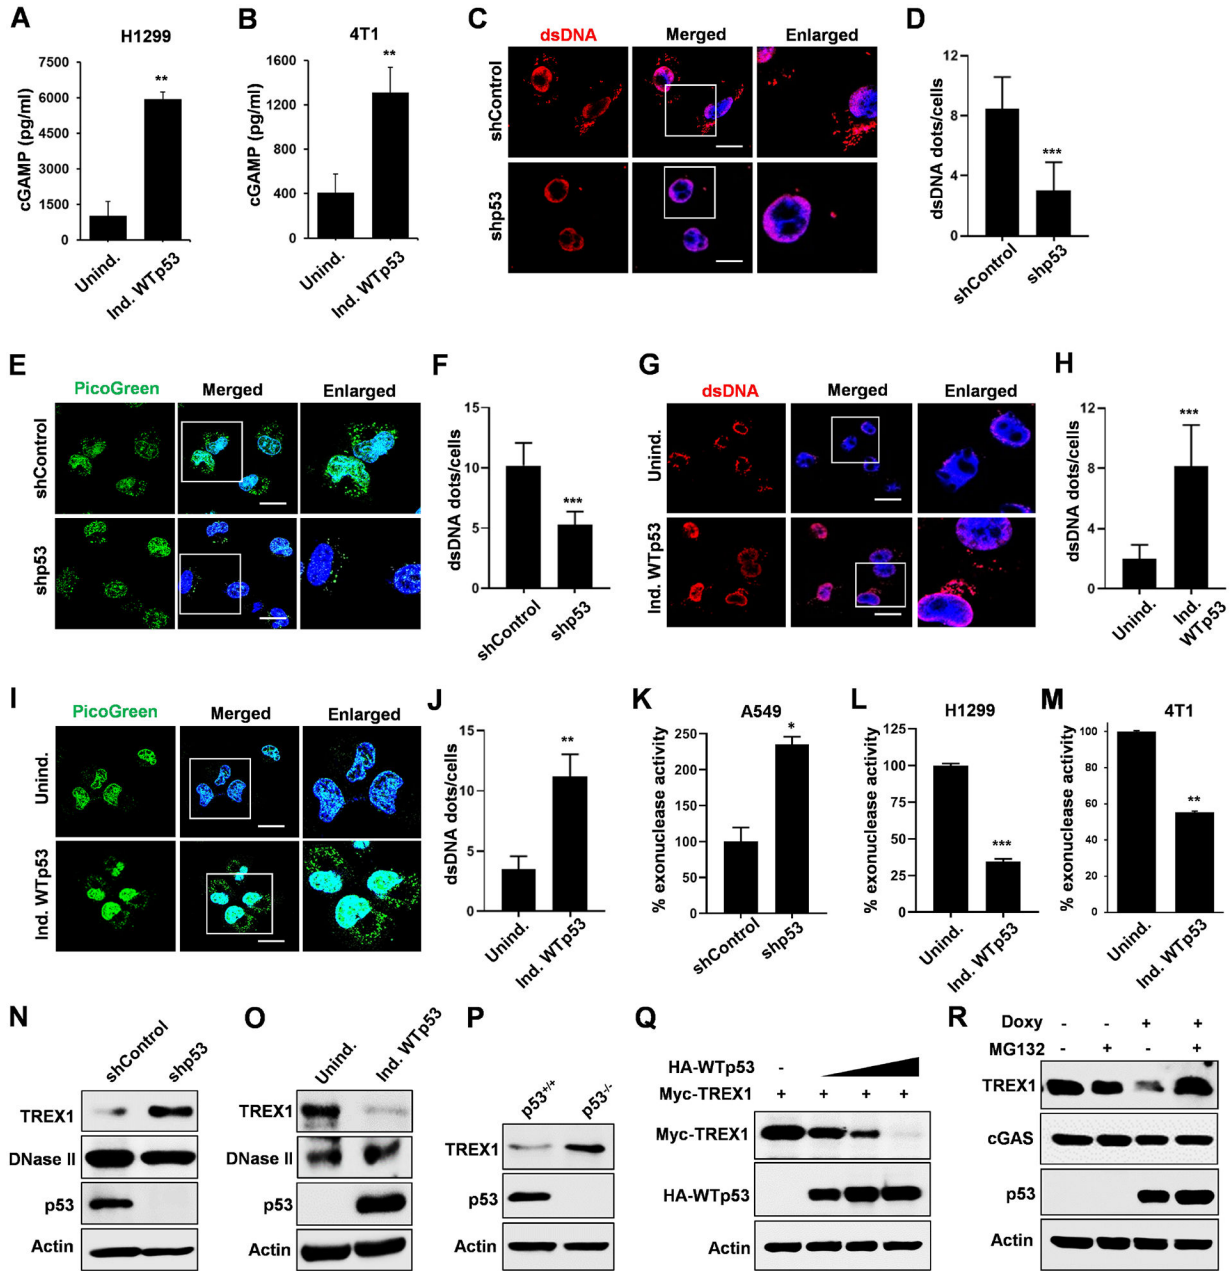 A
H1299
cGAMP (pg/ml)
7500
6000
4500
3000
1500
0
**
Unind.
Ind. WTp53
B
4T1
cGAMP (pg/ml)
1600
1200
800
400
0
**
Unind.
Ind. WTp53
C
dsDNA Merged Enlarged
shControl
shp53
D
dsDNA dots/cells
12
8
4
0
***
shControl
shp53
E
PicoGreen Merged Enlarged
shControl
shp53
F
dsDNA dots/cells
15
10
5
0
***
shControl
shp53
G
dsDNA Merged Enlarged
Unind.
Ind. WTp53
H
dsDNA dots/cells
12
8
4
0
***
Unind.
Ind.
WTp53
I
PicoGreen Merged Enlarged
Unind.
Ind. WTp53
J
dsDNA dots/cells
15
10
5
0
**
Unind.
Ind. WTp53
K
A549
% exonuclease activity
250
200
150
100
50
0
*
shControl
shp53
L
H1299
% exonuclease activity
125
100
75
50
25
0
***
Unind.
Ind. WTp53
M
4T1
% exonuclease activity
100
80
60
40
20
0
**
Unind.
Ind. WTp53
N
shControl shp53
TREX1
DNase II
p53
Actin
O
Unind. Ind. WTp53
TREX1
DNase II
p53
Actin
P
p53+/+ p53-/-
TREX1
p53
Actin
Q
HA-WTp53 -
Myc-TREX1 + + + +
Myc-TREX1
HA-WTp53
Actin
R
Doxy - - + +
MG132 - + - +
TREX1
cGAS
p53
Actin